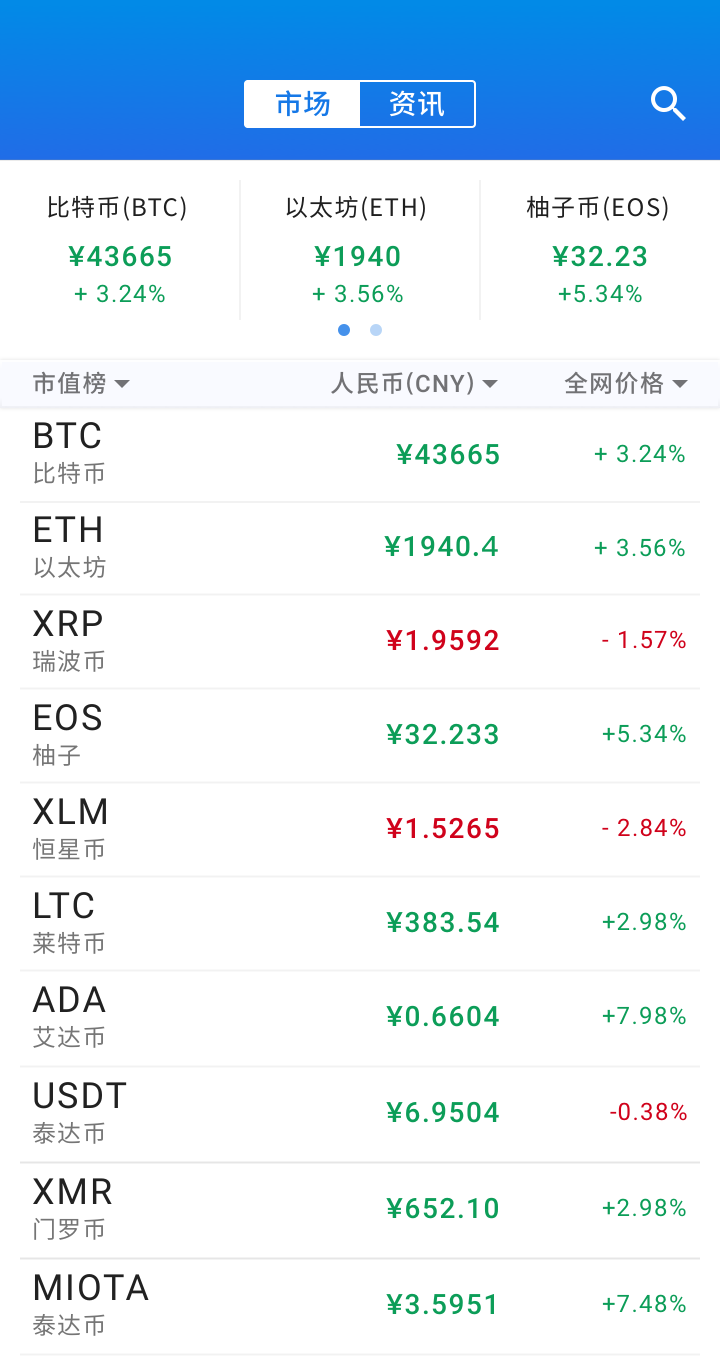 市场 资讯
比特币(BTC) 以太坊(ETH) 柚子币(EOS)
¥43665 ¥1940 ¥32.23
+ 3.24% + 3.56% +5.34%
市值榜 人民币(CNY) 全网价格
BTC
比特币 ¥43665 + 3.24%
ETH
以太坊 ¥1940.4 + 3.56%
XRP
瑞波币 ¥1.9592 - 1.57%
EOS
柚子 ¥32.233 +5.34%
XLM
恒星币 ¥1.5265 - 2.84%
LTC
莱特币 ¥383.54 +2.98%
ADA
艾达币 ¥0.6604 +7.98%
USDT
泰达币 ¥6.9504 -0.38%
XMR
门罗币 ¥652.10 +2.98%
MIOTA
泰达币 ¥3.5951 +7.48%